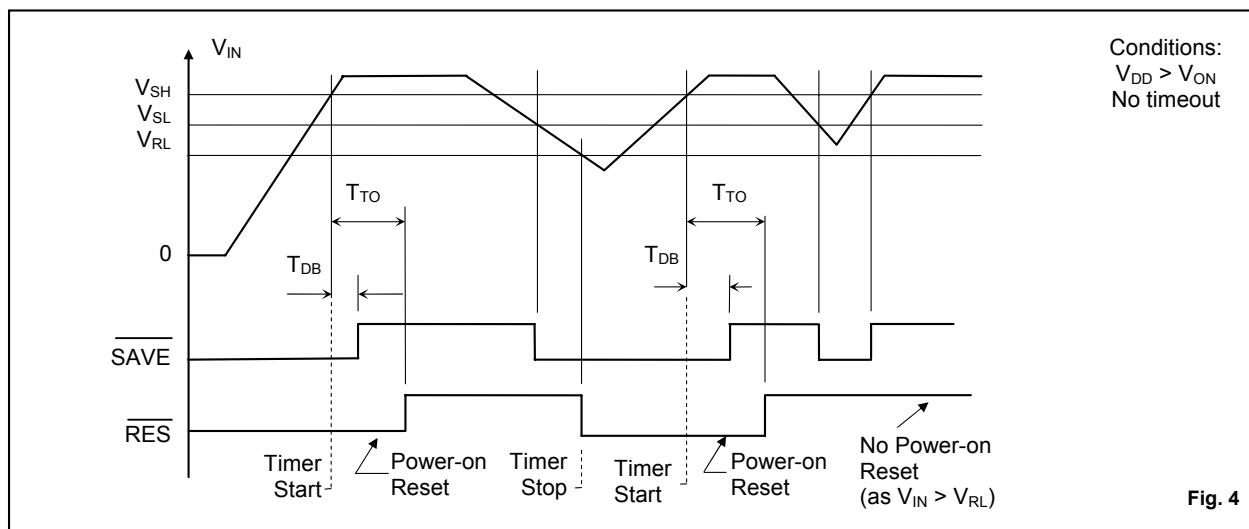 V_IN
Conditions:
V_DD > V_ON
No timeout
V_SH
V_SL
V_RL
T_TO
T_TO
0
T_DB
T_DB
SAVE
RES
Timer
Start
Power-on
Reset
Timer
Stop
Timer
Start
Power-on
Reset
No Power-on
Reset
(as V_IN > V_RL)
Fig. 4